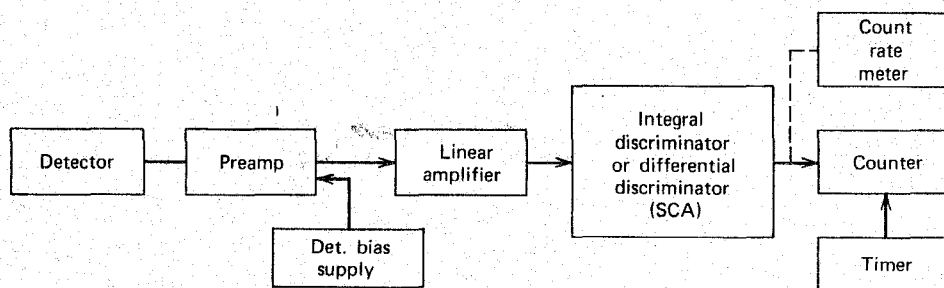 Count
rate
meter
Integral
discriminator
or differential
discriminator
(SCA)
Detector
Preamp
Linear
amplifier
Counter
Det. bias
supply
Timer